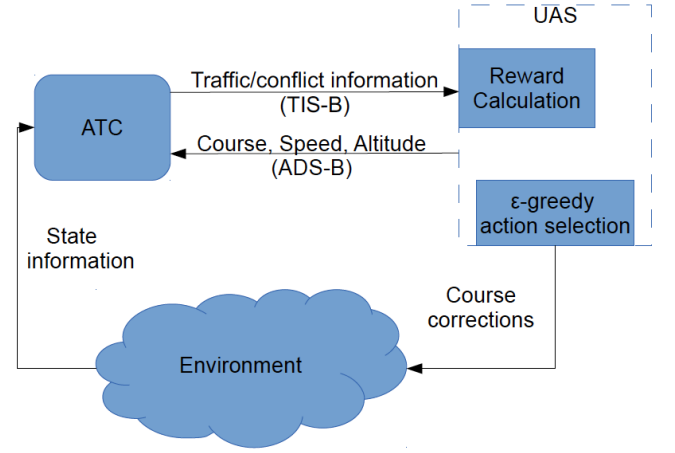 UAS
Traffic/conflict information
(TIS-B)
Reward
Calculation
ATC
Course, Speed, Altitude
(ADS-B)
ε-greedy
action selection
State
information
Course
corrections
Environment